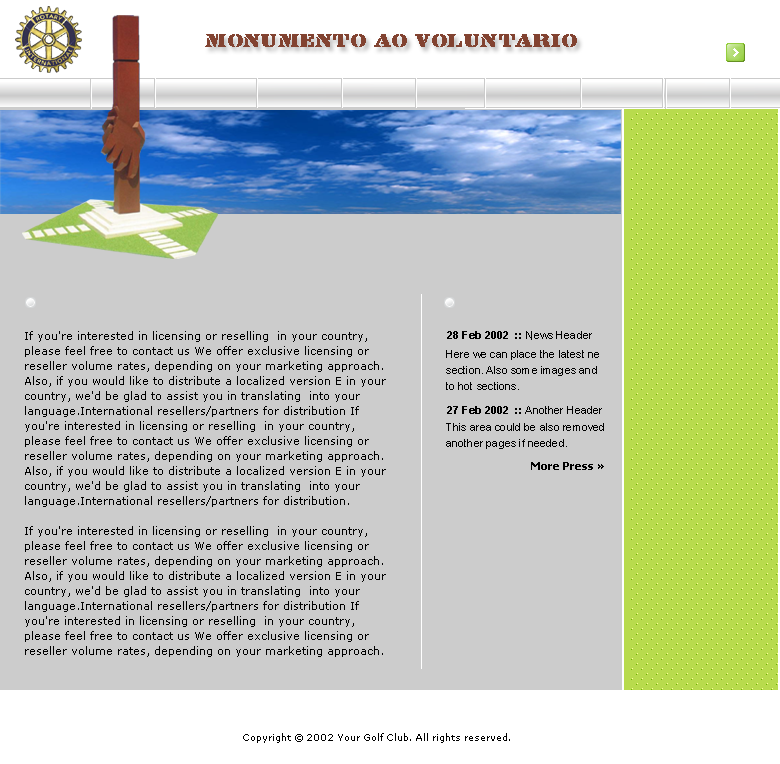 ROTARY
INTERNATIONAL
MONUMENTO AO VOLUNTARIO
If you're interested in licensing or reselling in your country,
please feel free to contact us We offer exclusive licensing or
reseller volume rates, depending on your marketing approach.
Also, if you would like to distribute a localized version E in your
country, we'd be glad to assist you in translating into your
language.International resellers/partners for distribution If
you're interested in licensing or reselling in your country,
please feel free to contact us We offer exclusive licensing or
reseller volume rates, depending on your marketing approach.
Also, if you would like to distribute a localized version E in your
country, we'd be glad to assist you in translating into your
language.International resellers/partners for distribution.
If you're interested in licensing or reselling in your country,
please feel free to contact us We offer exclusive licensing or
reseller volume rates, depending on your marketing approach.
Also, if you would like to distribute a localized version E in your
country, we'd be glad to assist you in translating into your
language.International resellers/partners for distribution If
you're interested in licensing or reselling in your country,
please feel free to contact us We offer exclusive licensing or
reseller volume rates, depending on your marketing approach.
28 Feb 2002 :: News Header
Here we can place the latest ne
section. Also some images and
to hot sections.
27 Feb 2002 :: Another Header
This area could be also removed
another pages if needed.
More Press »
Copyright © 2002 Your Golf Club. All rights reserved.